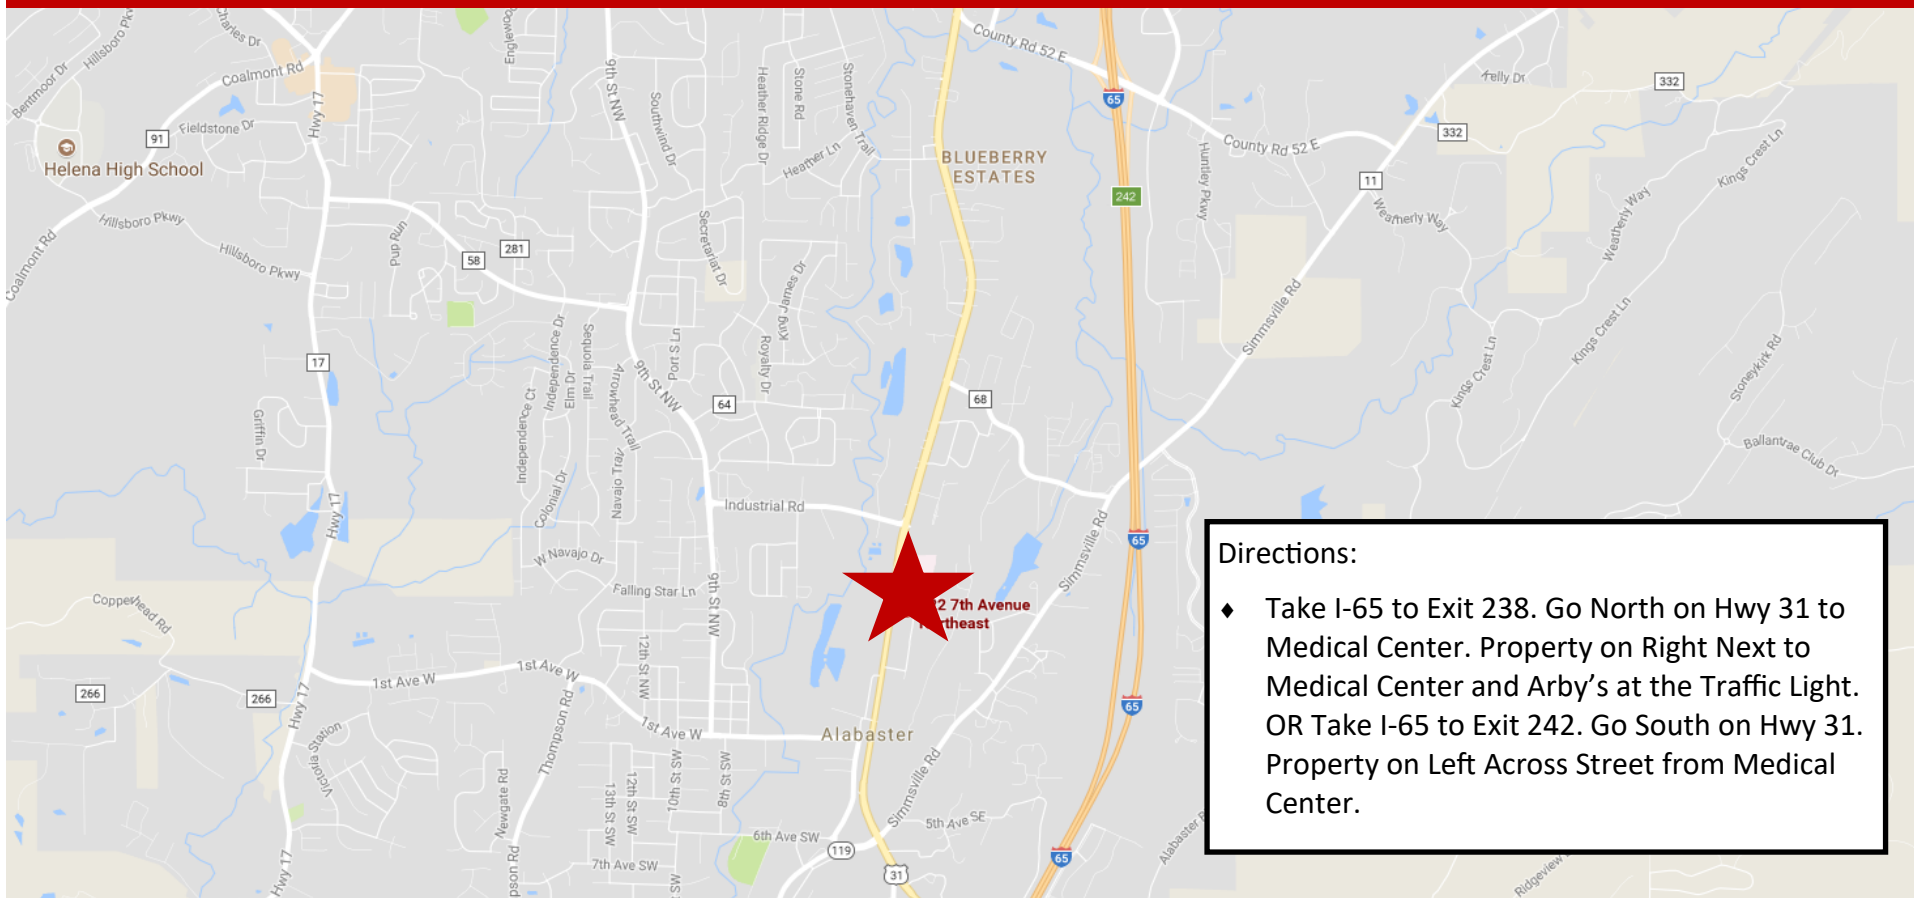 Hillsboro Pkwy
Charles Dr
Englewood
County Rd 52 E
Bentmoor Dr
Coalmont Rd
9th St NW
Heather Ridge Dr
Stone Rd
Stonehaven Trail
65
Kelly Dr
332
Hwy 17
Southwind Dr
91
Fieldstone Dr
332
County Rd 52 E
Kings Crest Ln
Helena High School
Heather Ln
BLUEBERRY
ESTATES
Huntley Pkwy
11
242
Weatherly Way
Weatherly Way
Hillsboro Pkwy
Pup Run
Secretariat Dr
281
58
Hillsboro Pkwy
Coalmont Rd
King James Dr
Simmsville Rd
Kings Crest Ln
Independence Dr
Sequoia Trail
Port S Ln
Royalty Dr
17
Elm Dr
Arrowhead Trail
9th St NW
Kings Crest Ln
Stoneykirk Rd
64
68
Independence Ct
Griffin Dr
Ballantrae Club Dr
Colonial Dr
Navajo Trail
Industrial Rd
Hwy 17
Simmsville Rd
65
W Navajo Dr
Falling Star Ln
9th St NW
2 7th Avenue
Copperhead Rd
12th St NW
1st Ave W
1st Ave W
266
266
Hwy 17
Thompson Rd
65
1st Ave W
Alabaster
Victoria Station
Simmsville Rd
Newgate Rd
13th St SW
12th St SW
10th St SW
8th St SW
5th Ave SE
6th Ave SW
119
7th Ave SW
65
31
Hwy 17
SW
Alabaster
Directions:
♦ Take I-65 to Exit 238. Go North on Hwy 31 to
Medical Center. Property on Right Next to
Medical Center and Arby's at the Traffic Light.
OR Take I-65 to Exit 242. Go South on Hwy 31.
Property on Left Across Street from Medical
Center.